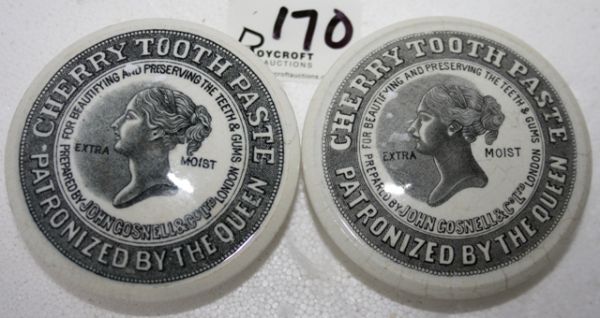 170
ROYCROFT
AUCTIONS
croftauctions.c
CHERRY TOOTH PASTE
FOR BEAUTIFYING AND PRESERVING THE TEETH & GUMS
EXTRA MOIST
PREPARED BY JOHN GOSNELL & Co Ltd LONDON
PATRONIZED BY THE QUEEN
CHERRY TOOTH PASTE
FOR BEAUTIFYING AND PRESERVING THE TEETH & GUMS
EXTRA MOIST
PREPARED BY JOHN GOSNELL & Co Ltd LONDON
PATRONIZED BY THE QUEEN